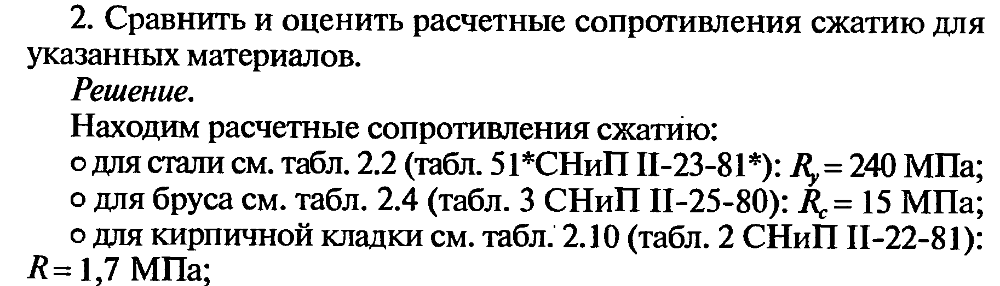 2. Сравнить и оценить расчетные сопротивления сжатию для
указанных материалов.
Решение.
Находим расчетные сопротивления сжатию:
о для стали см. табл. 2.2 (табл. 51*СНиП II-23-81*): Rу = 240 МПа;
о для бруса см. табл. 2.4 (табл. 3 СНиП II-25-80): Rс = 15 МПа;
о для кирпичной кладки см. табл. 2.10 (табл. 2 СНиП II-22-81):
R = 1,7 МПа;